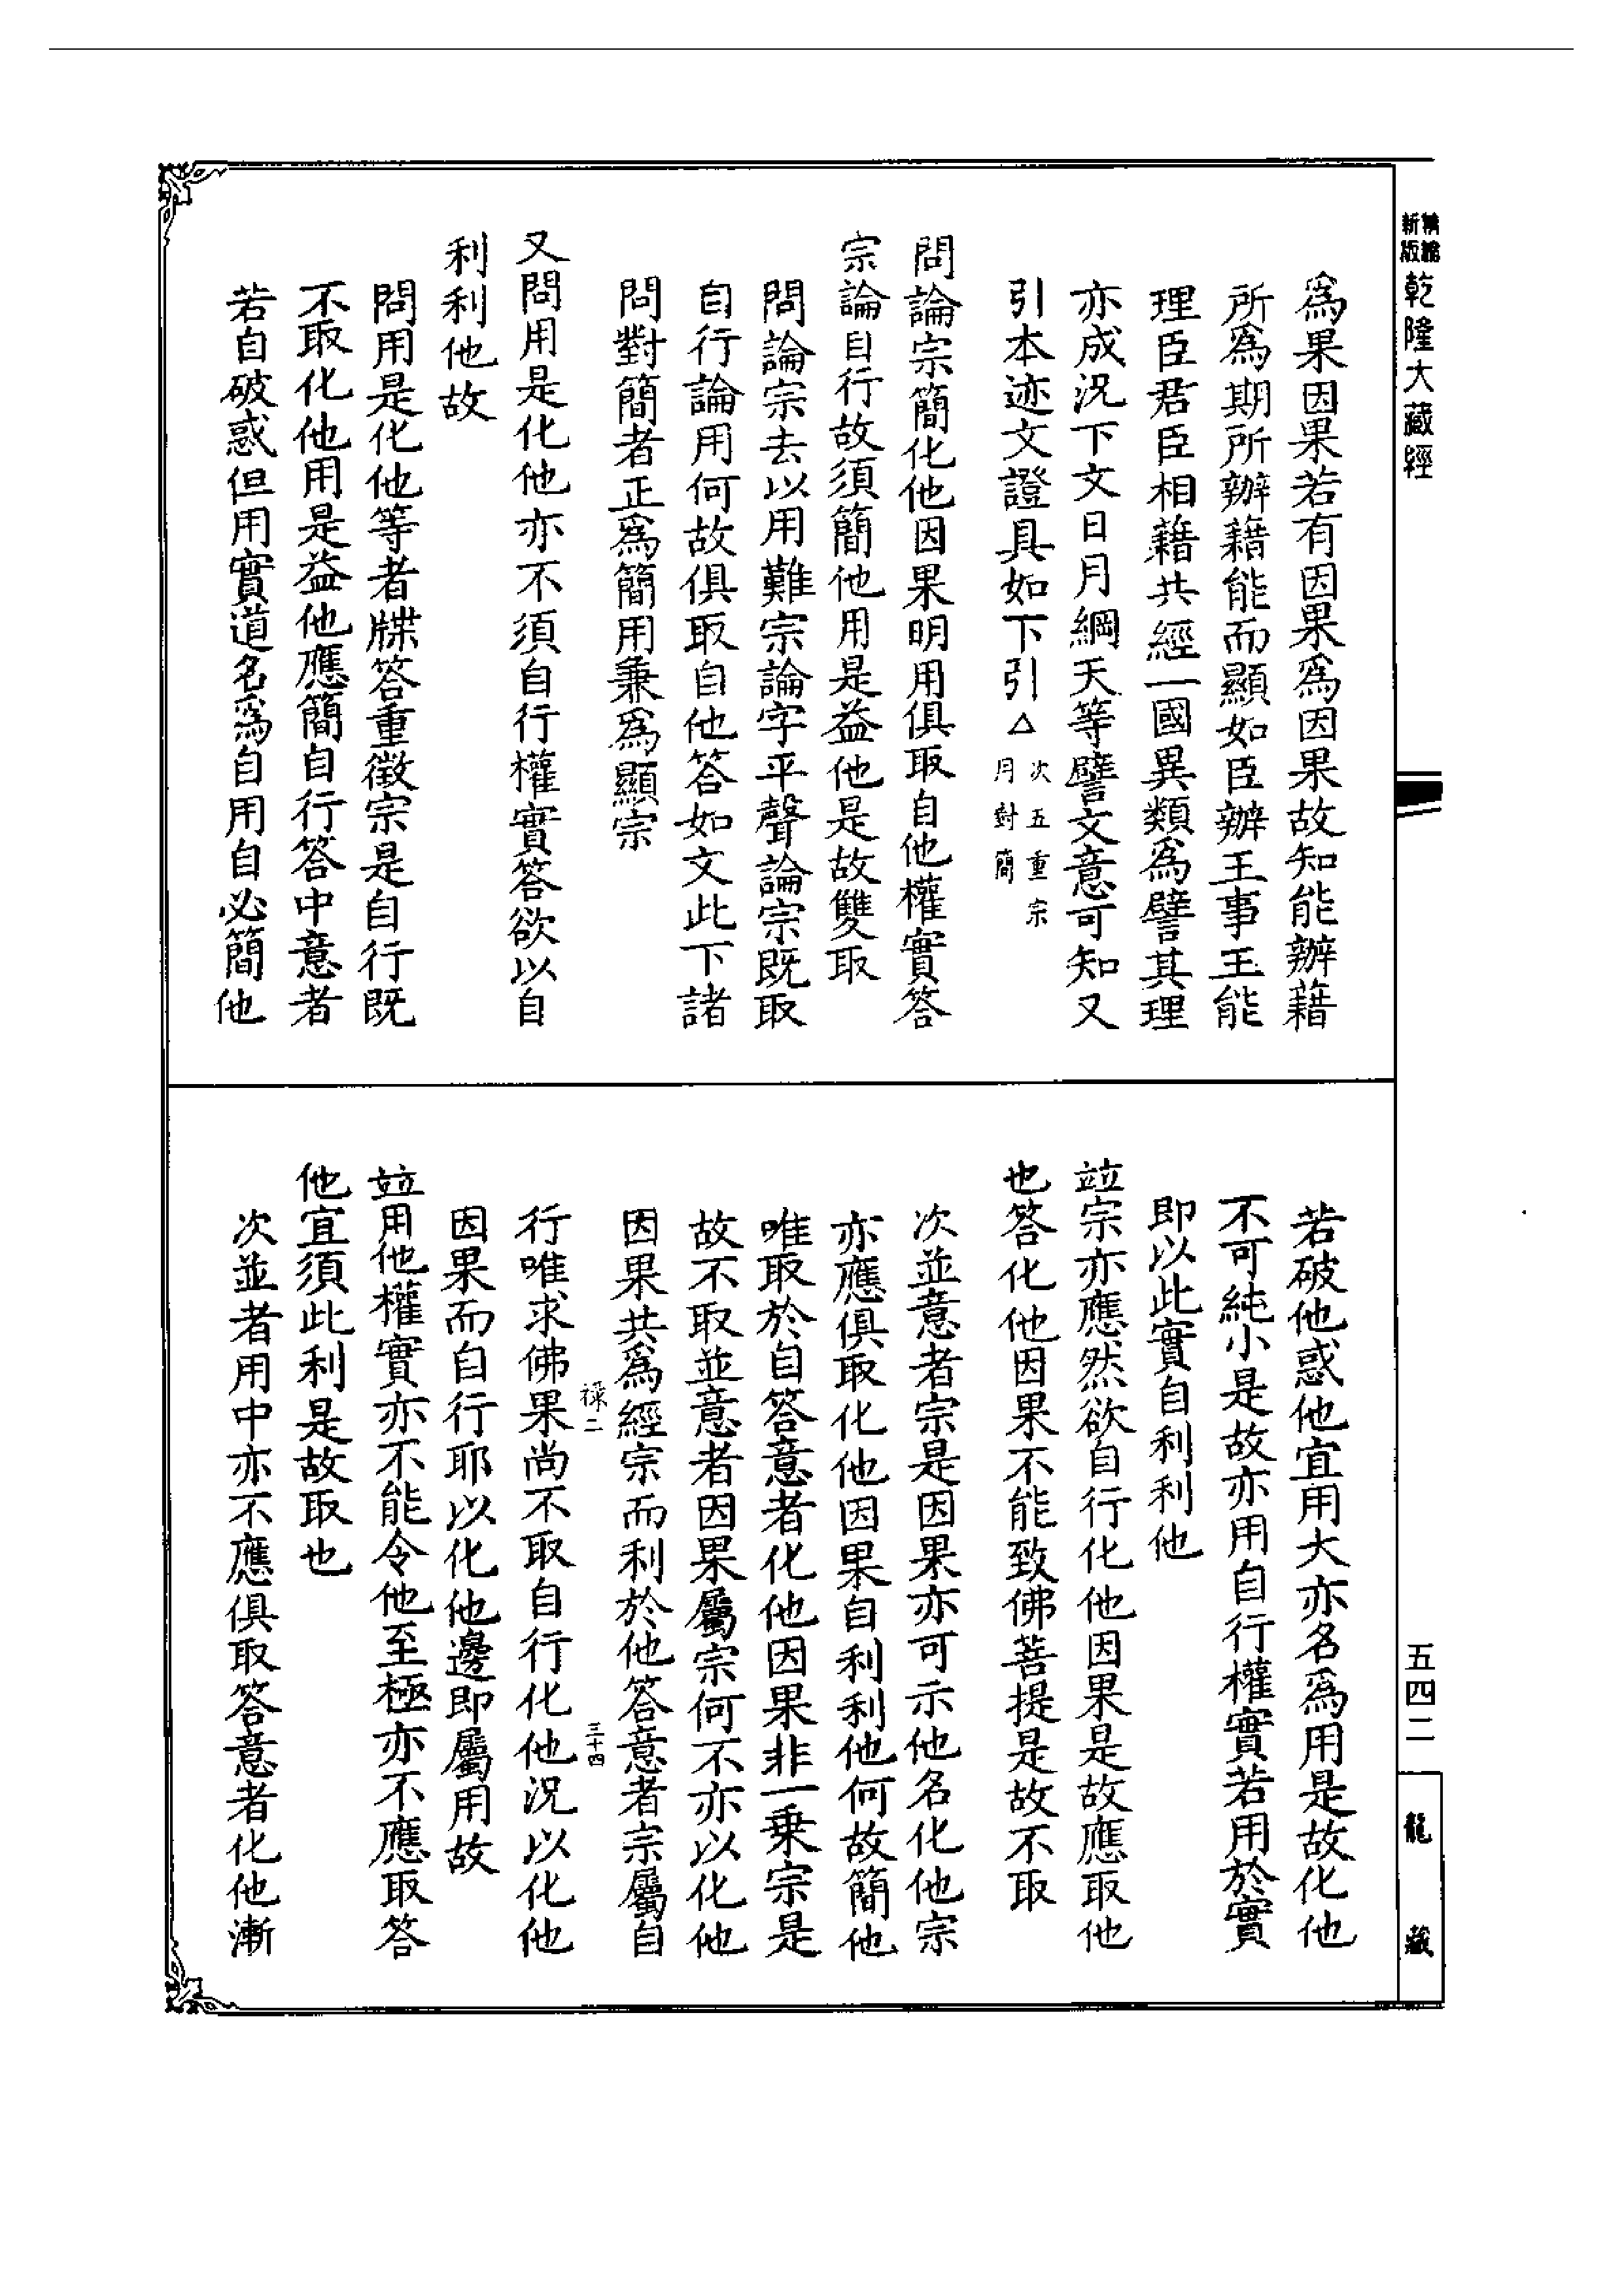 新版精縮乾隆大藏經
為果因果若有因果為因果故知能辦藉
所為期所辦藉能而顯如臣辦王事王能
理臣君臣相藉共經一國異類為譬其理
亦成況下文日月綱天等譬文意可知又
引本迹文證具如下引△次五重宗用對簡
問論宗簡化他因果明用俱取自他權實答
宗論自行故須簡他用是益他是故雙取
問論宗去以用難宗論字平聲論宗既取
自行論用何故俱取自他答如文此下諸
問對簡者正為簡用兼為顯宗
又問用是化他亦不須自行權實答欲以自
利利他故
問用是化他等者牒答重徵宗是自行既
不取化他用是益他應簡自行答中意者
若自破惑但用實道名為自用自必簡他
若破他惑他宜用大亦名為用是故化他
不可純小是故亦用自行權實若用於實
即以此實自利利他
竝宗亦應然欲自行化他因果是故應取他
也答化他因果不能致佛菩提是故不取
次並意者宗是因果亦可示他名化他宗
亦應俱取化他因果自利利他何故簡他
唯取於自答意者化他因果非一乗宗是
故不取並意者因果屬宗何不亦以化他
因果共為經宗而利於他答意者宗屬自
祿二
三十四
行唯求佛果尚不取自行化他況以化他
因果而自行耶以化他邊即屬用故
竝用他權實亦不能令他至極亦不應取答
他宜須此利是故取也
次並者用中亦不應俱取答意者化他漸
五四二
龍藏